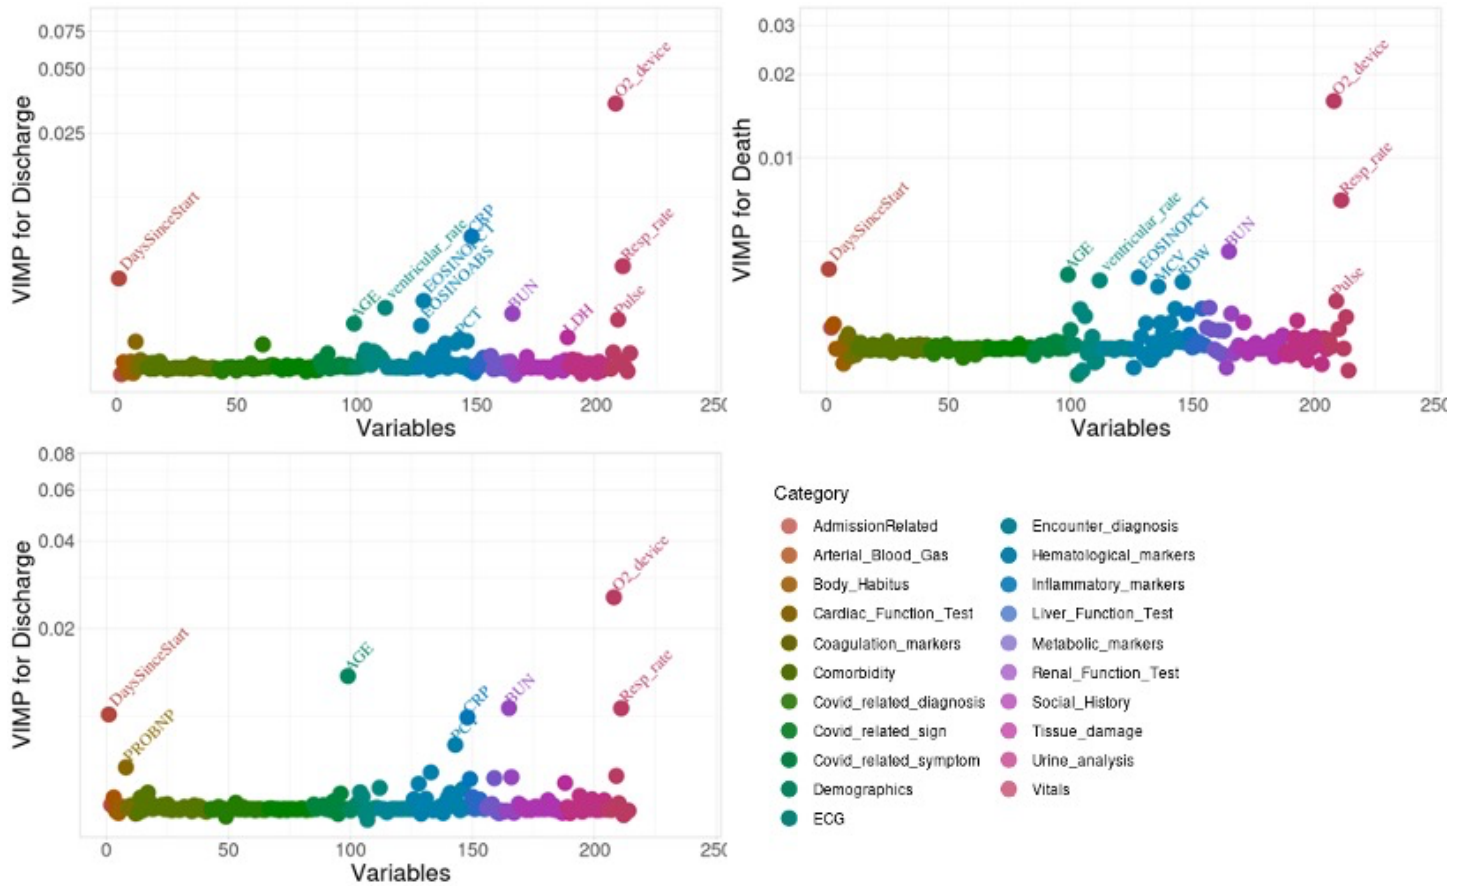 0.075
0.050
0.025
VIMP for Discharge
DaysSinceStart
AGE
ventricular_rate
CRP
EOSINOPCT
EOSINOABS
PCT
BUN
LDH
Pulse
Resp_rate
O2_device
0 50 100 150 200 250
Variables
0.03
0.02
0.01
VIMP for Death
DaysSinceStart
AGE
ventricular_rate
EOSINOPCT
MCV
RDW
BUN
Pulse
Resp_rate
O2_device
0 50 100 150 200 250
Variables
0.08
0.06
0.04
0.02
VIMP for Discharge
DaysSinceStart
PROBNP
AGE
PCT
CRP
BUN
Resp_rate
O2_device
0 50 100 150 200 250
Variables
Category
AdmissionRelated
Arterial_Blood_Gas
Body_Habitus
Cardiac_Function_Test
Coagulation_markers
Comorbidity
Covid_related_diagnosis
Covid_related_sign
Covid_related_symptom
Demographics
ECG
Encounter_diagnosis
Hematological_markers
Inflammatory_markers
Liver_Function_Test
Metabolic_markers
Renal_Function_Test
Social_History
Tissue_damage
Urine_analysis
Vitals